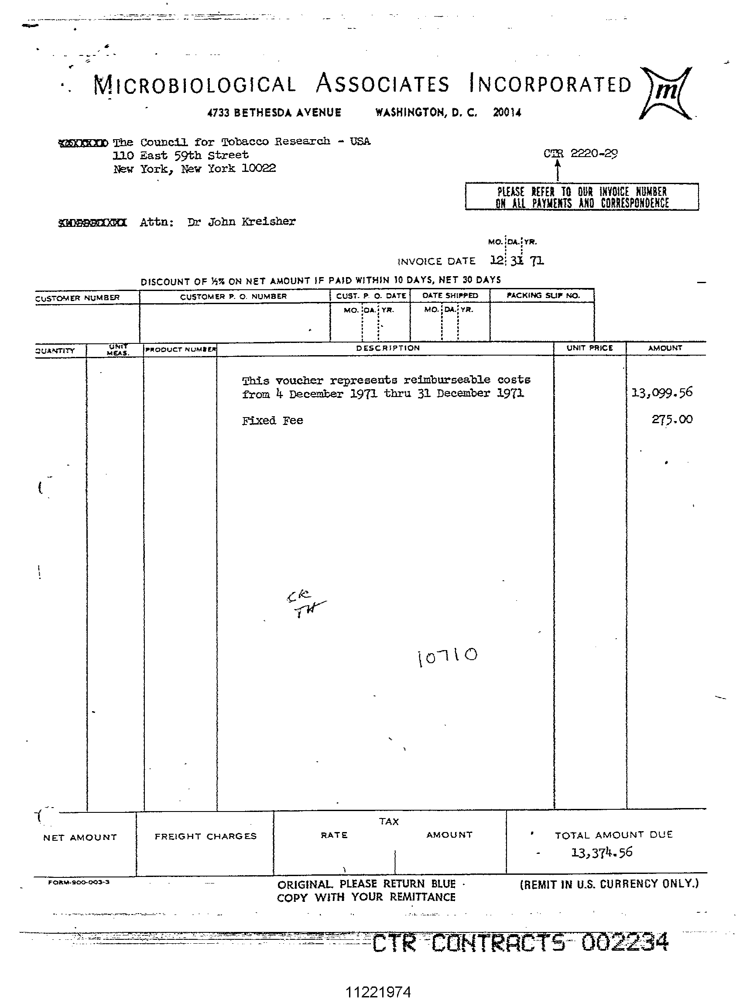 MICROBIOLOGICAL ASSOCIATES INCORPORATED
m
4733 BETHESDA AVENUE WASHINGTON, D. C. 20014
The Council for Tobacco Research - USA
110 East 59th Street
New York, New York 10022
CTR 2220-29
PLEASE REFER TO OUR INVOICE NUMBER
ON ALL PAYMENTS AND CORRESPONDENCE
Attn: Dr John Kreisher
MO. DA. YR.
INVOICE DATE 12 31 71
DISCOUNT OF ½% ON NET AMOUNT IF PAID WITHIN 10 DAYS, NET 30 DAYS
CUSTOMER NUMBER CUSTOMER P. O. NUMBER CUST. P. O. DATE DATE SHIPPED PACKING SLIP NO.
MO. DA. YR. MO. DA. YR.
QUANTITY UNIT MEAS. PRODUCT NUMBER DESCRIPTION UNIT PRICE AMOUNT
This voucher represents reimburseable costs
from 4 December 1971 thru 31 December 1971 13,099.56
Fixed Fee 275.00
CK
TH
10710
TAX
NET AMOUNT FREIGHT CHARGES RATE AMOUNT TOTAL AMOUNT DUE
13,374.56
FORM-900-003-3
ORIGINAL PLEASE RETURN BLUE
COPY WITH YOUR REMITTANCE
(REMIT IN U.S. CURRENCY ONLY.)
CTR CONTRACTS 002234
11221974